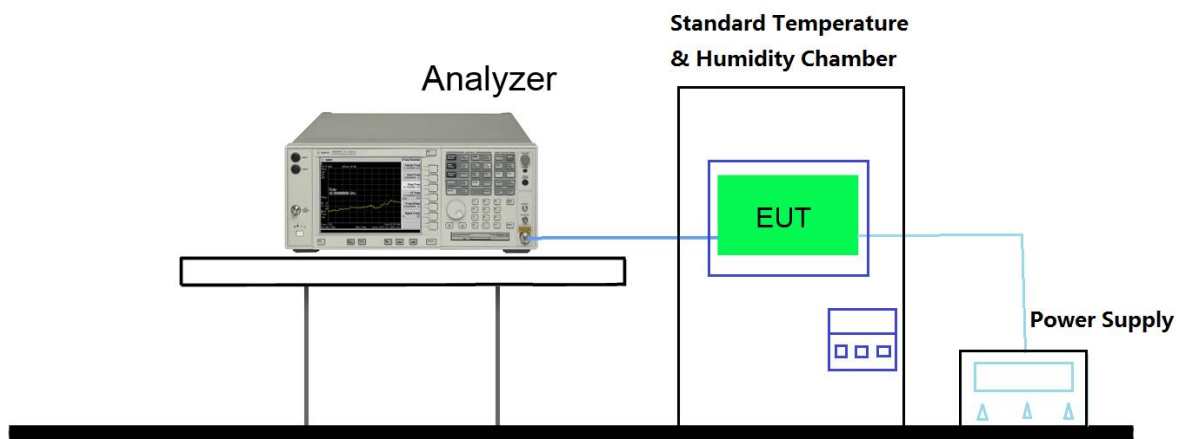 Standard Temperature
& Humidity Chamber
Analyzer
EUT
Power Supply